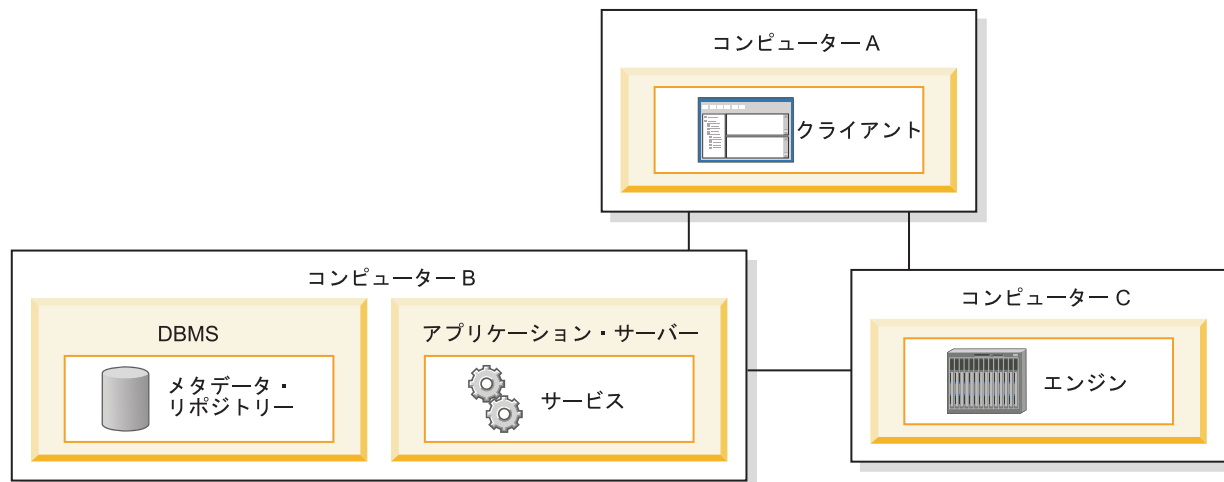 コンピューター A
クライアント
コンピューター B
DBMS
メタデータ・
リポジトリー
アプリケーション・サーバー
サービス
コンピューター C
エンジン